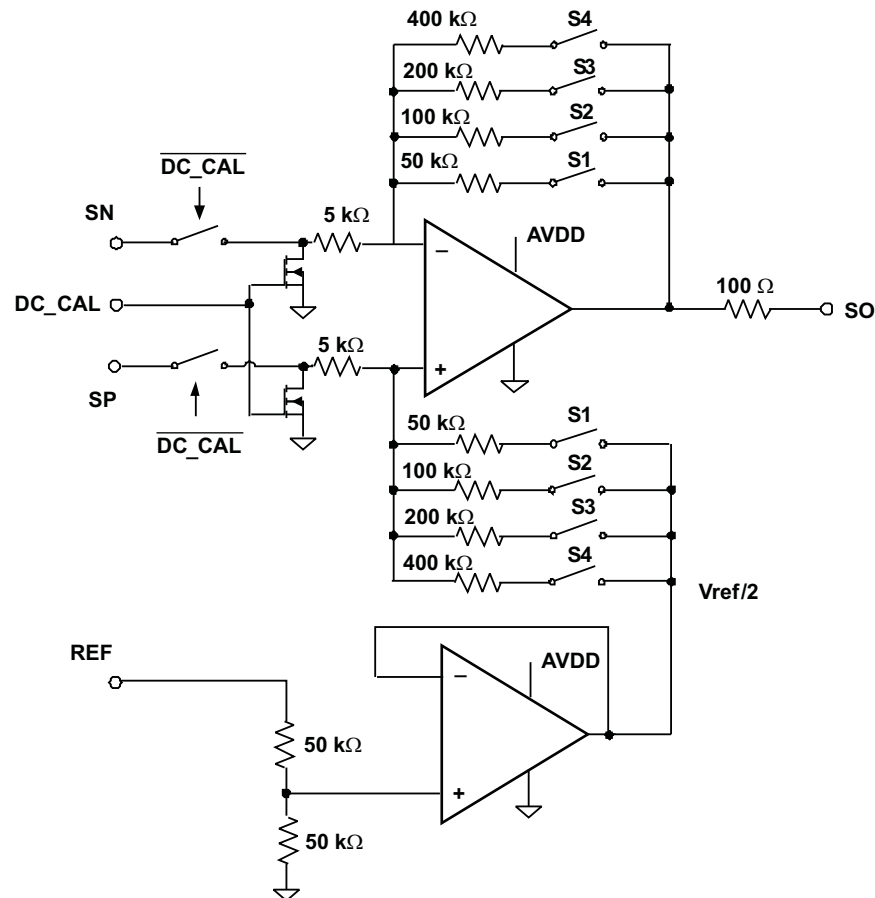 400 kΩ
S4
200 kΩ
S3
100 kΩ
S2
50 kΩ
S1
DC_CAL
SN
5 kΩ
AVDD
−
DC_CAL
100 Ω
SO
5 kΩ
SP
+
DC_CAL
50 kΩ
S1
100 kΩ
S2
200 kΩ
S3
400 kΩ
S4
Vref/2
REF
AVDD
−
50 kΩ
+
50 kΩ